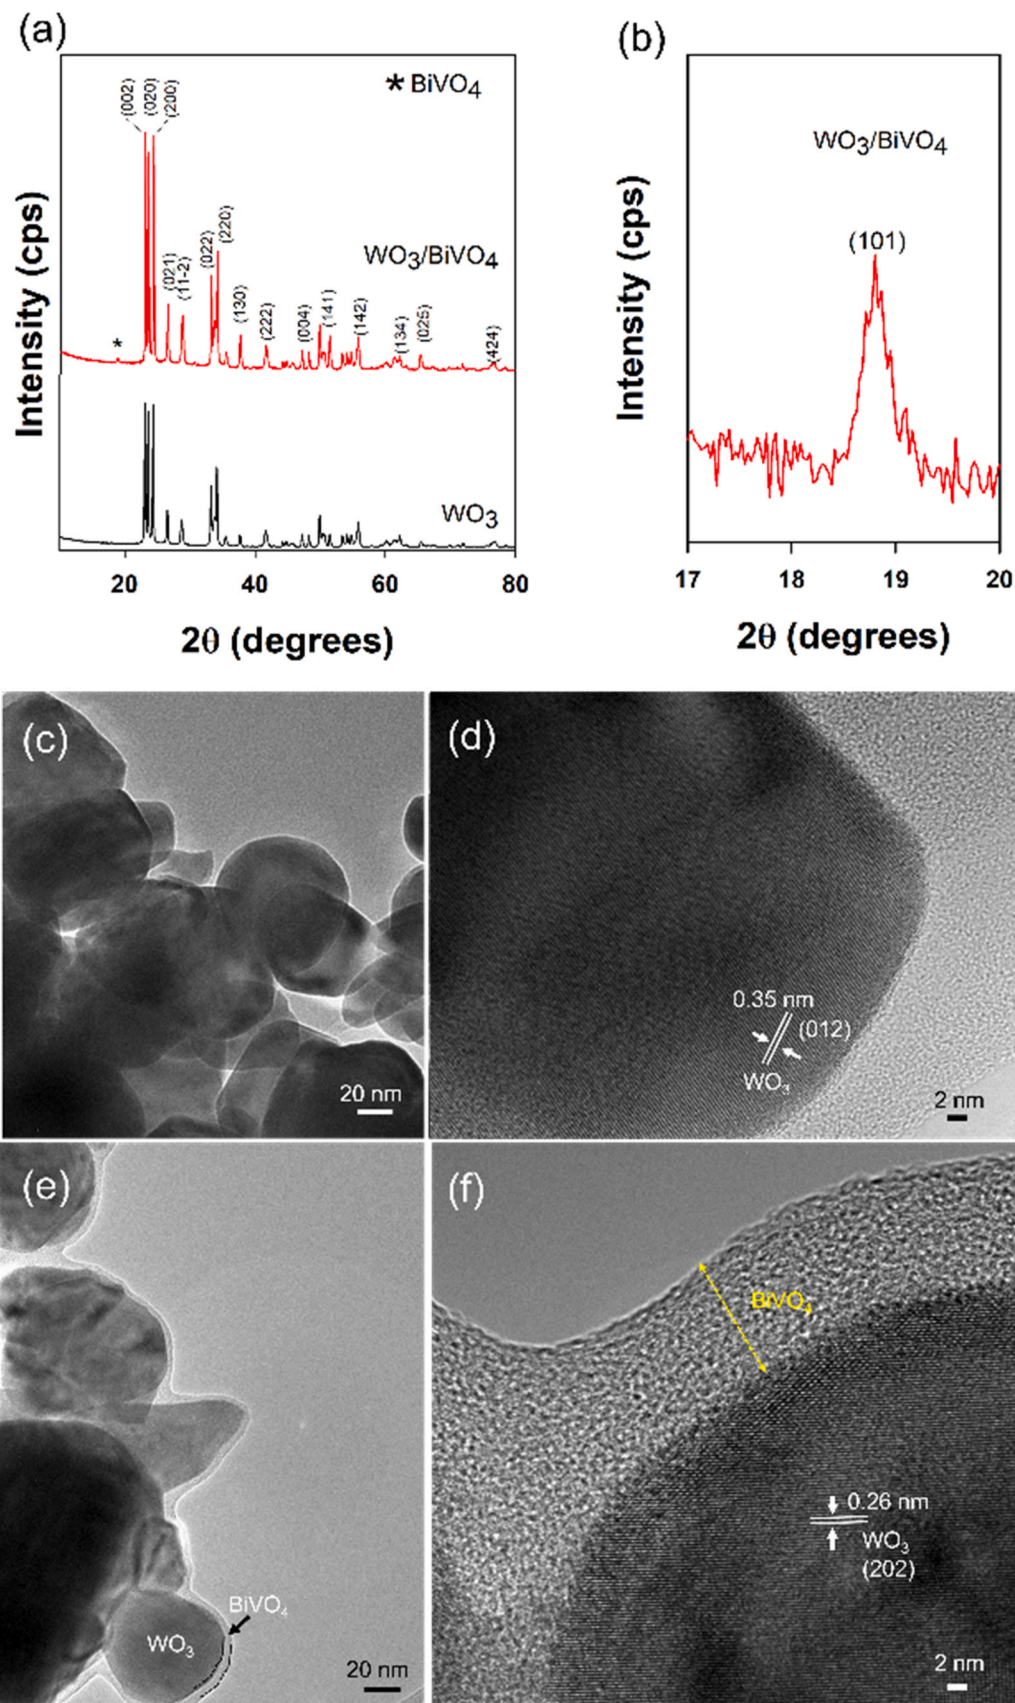 (a)
(002)
(020)
(200)
* BiVO₄
(021)
(11-2)
(022)
(220)
WO₃/BiVO₄
(130)
(222)
(004)
(141)
(142)
(134)
(025)
(424)
*
WO₃
Intensity (cps)
20 40 60 80
2θ (degrees)
(b)
WO₃/BiVO₄
(101)
Intensity (cps)
17 18 19 20
2θ (degrees)
(c)
20 nm
(d)
0.35 nm
(012)
WO₃
2 nm
(e)
BiVO₄
WO₃
20 nm
(f)
BiVO₄
0.26 nm
WO₃
(202)
2 nm